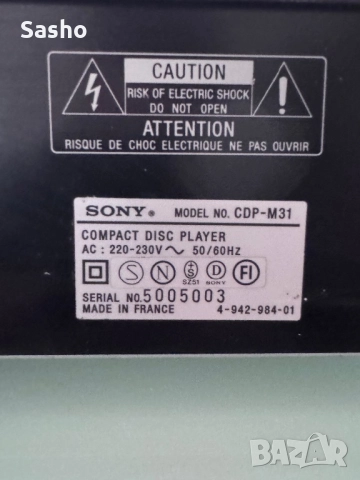 Sasho
CAUTION
RISK OF ELECTRIC SHOCK
DO NOT OPEN
ATTENTION
RISQUE DE CHOC ELECTRIQUE NE PAS OUVRIR
SONY® MODEL NO. CDP-M31
COMPACT DISC PLAYER
AC : 220-230V ~ 50/60HZ
S N S D FI
SZ51 SONY
SERIAL NO. 5005003
MADE IN FRANCE 4-942-984-01
BAZAR